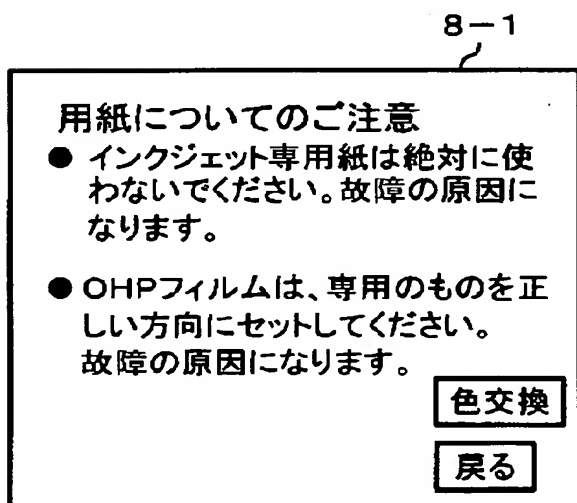 8-1
用紙についてのご注意
● インクジェット専用紙は絶対に使
わないでください。故障の原因に
なります。
● OHPフィルムは、専用のものを正
しい方向にセットしてください。
故障の原因になります。
色交換
戻る